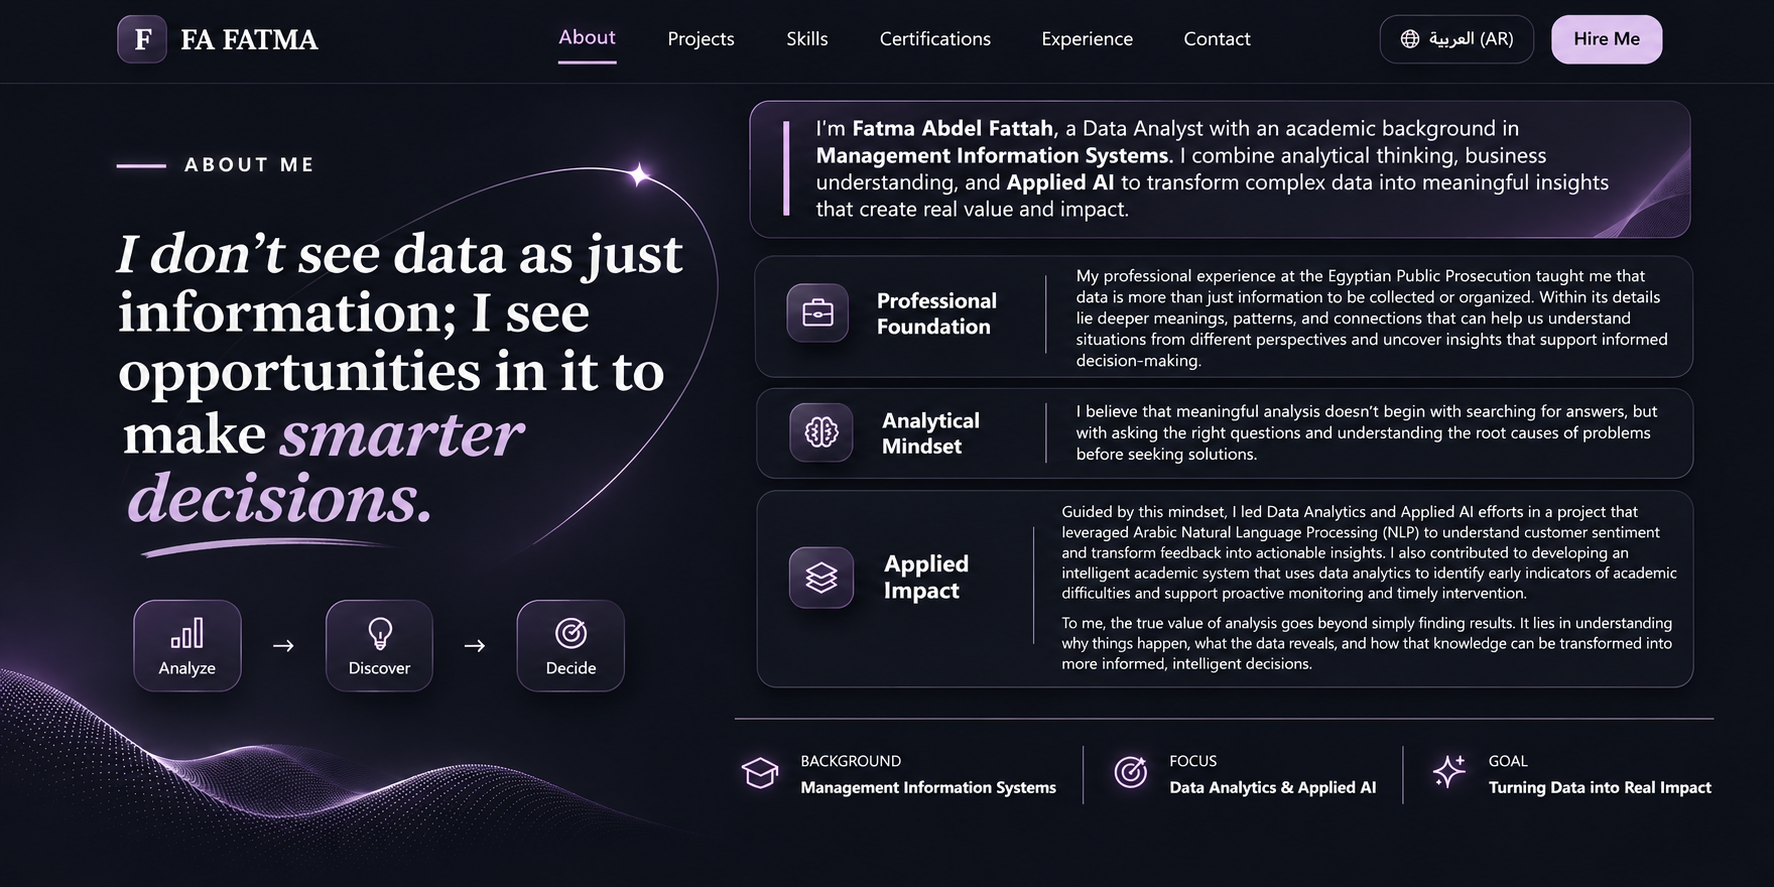 F FA FATMA
About
Projects
Skills
Certifications
Experience
Contact
العربية (AR)
Hire Me
ABOUT ME
I don’t see data as just
information; I see
opportunities in it to
make smarter
decisions.
Analyze
→
Discover
→
Decide
I’m Fatma Abdel Fattah, a Data Analyst with an academic background in
Management Information Systems. I combine analytical thinking, business
understanding, and Applied AI to transform complex data into meaningful insights
that create real value and impact.
Professional
Foundation
My professional experience at the Egyptian Public Prosecution taught me that
data is more than just information to be collected or organized. Within its details
lie deeper meanings, patterns, and connections that can help us understand
situations from different perspectives and uncover insights that support informed
decision-making.
Analytical
Mindset
I believe that meaningful analysis doesn’t begin with searching for answers, but
with asking the right questions and understanding the root causes of problems
before seeking solutions.
Applied
Impact
Guided by this mindset, I led Data Analytics and Applied AI efforts in a project that
leveraged Arabic Natural Language Processing (NLP) to understand customer sentiment
and transform feedback into actionable insights. I also contributed to developing an
intelligent academic system that uses data analytics to identify early indicators of academic
difficulties and support proactive monitoring and timely intervention.
To me, the true value of analysis goes beyond simply finding results. It lies in understanding
why things happen, what the data reveals, and how that knowledge can be transformed into
more informed, intelligent decisions.
BACKGROUND
Management Information Systems
FOCUS
Data Analytics & Applied AI
GOAL
Turning Data into Real Impact